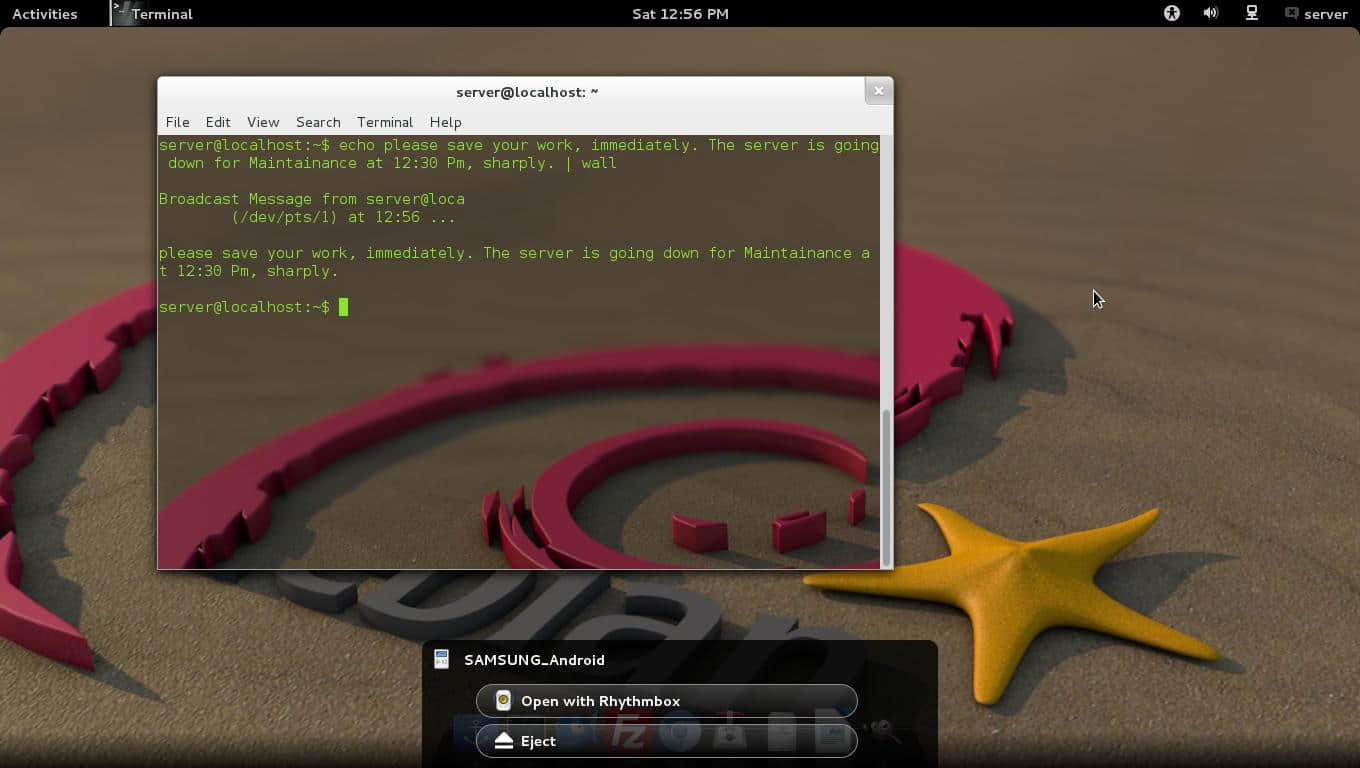 Activities
Terminal
Sat 12:56 PM
server
server@localhost: ~
File Edit View Search Terminal Help
server@localhost:~$ echo please save your work, immediately. The server is going
down for Maintainance at 12:30 Pm, sharply. | wall
Broadcast Message from server@loca
(/dev/pts/1) at 12:56 ...
please save your work, immediately. The server is going down for Maintainance a
t 12:30 Pm, sharply.
server@localhost:~$
SAMSUNG_Android
Open with Rhythmbox
Eject